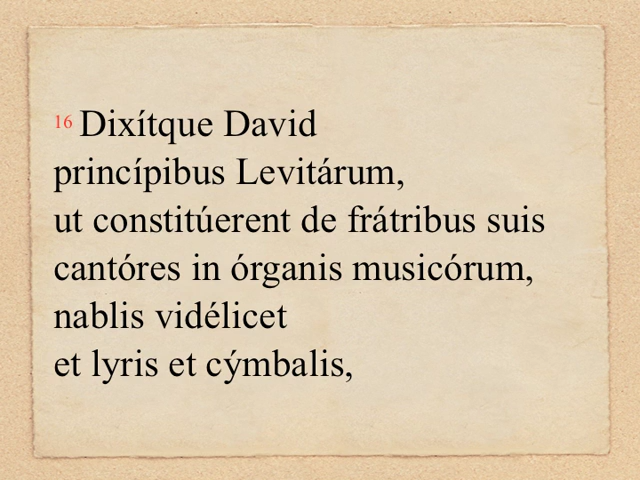 16 Dixítque David
princípibus Levitárum,
ut constitúerent de frátribus suis
cantóres in órganis musicórum,
nablis vidélicet
et lyris et cýmbalis,